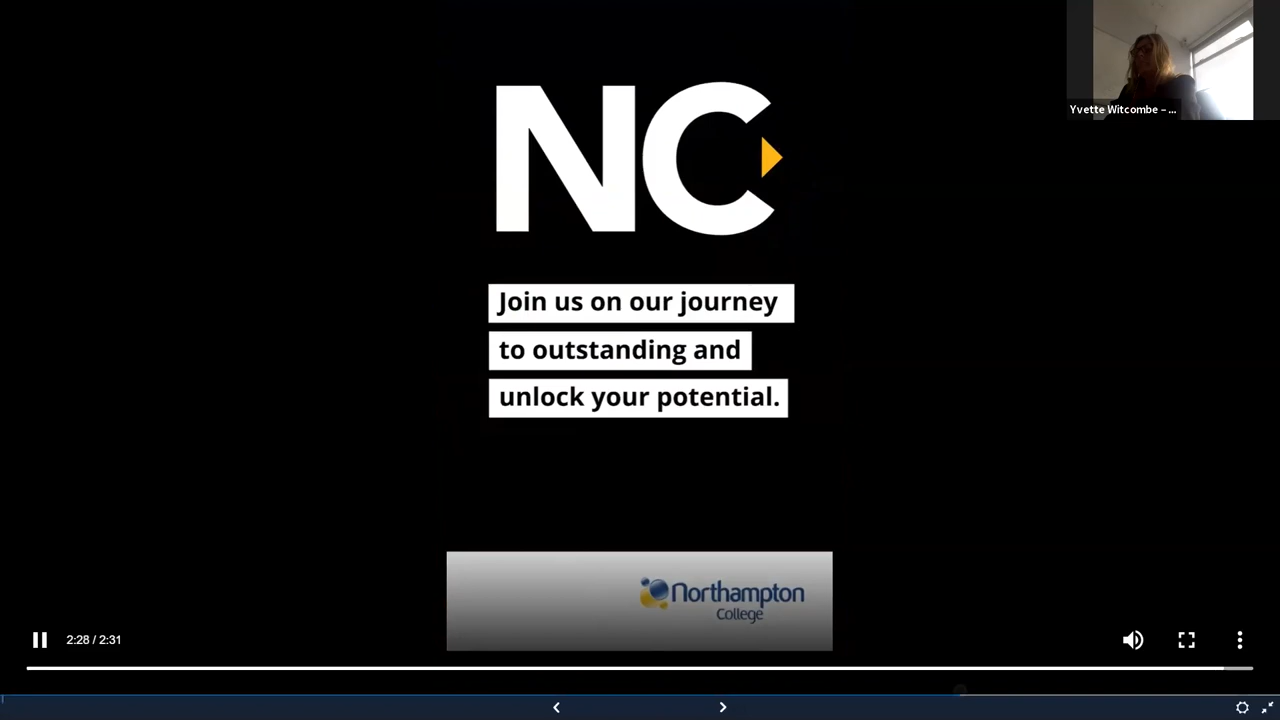 NC
Yvette Witcombe – ...
Join us on our journey
to outstanding and
unlock your potential.
Northampton
College
2:28 / 2:31